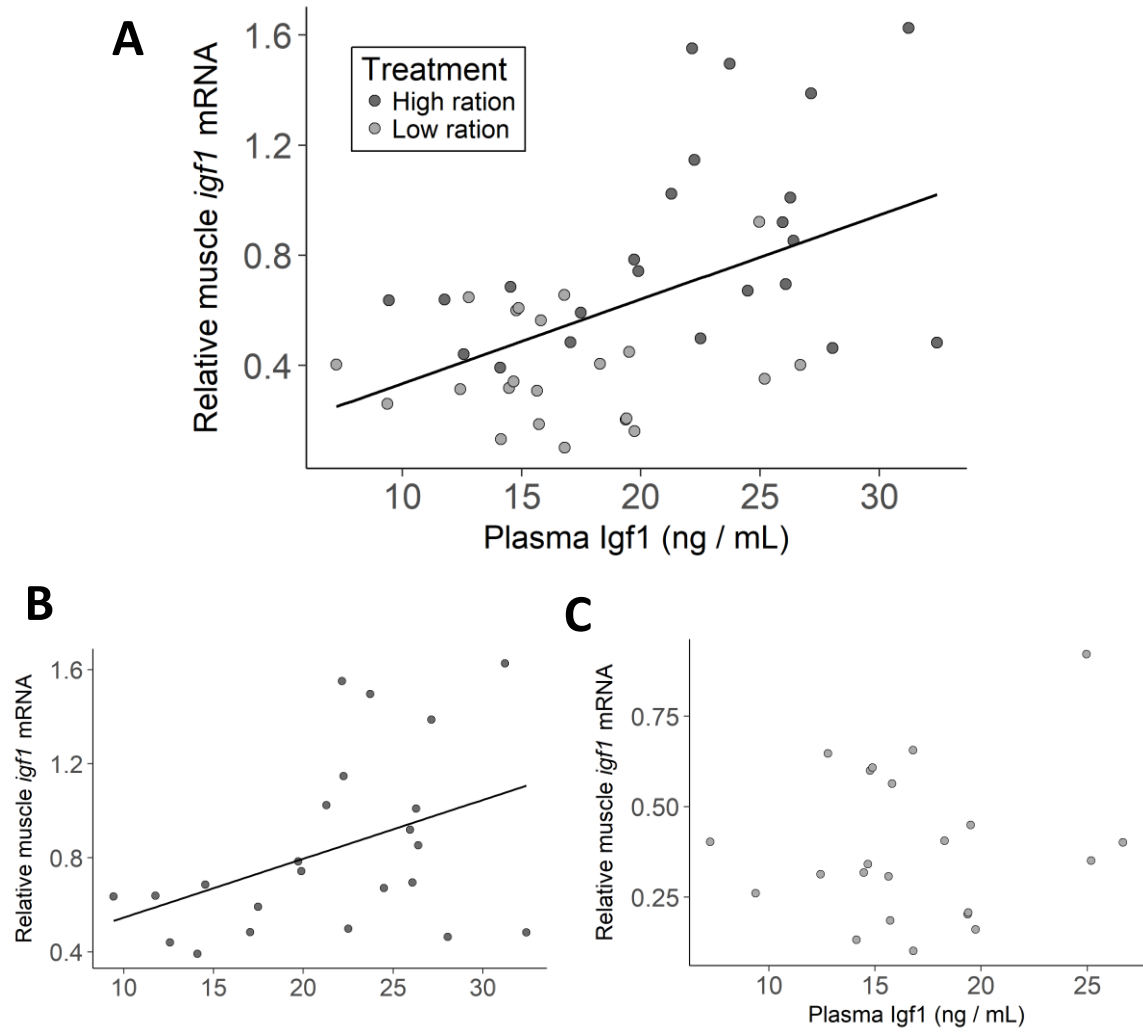 A
Relative muscle igf1 mRNA
1.6
1.2
0.8
0.4
Treatment
High ration
Low ration
10 15 20 25 30
Plasma Igf1 (ng / mL)
B
Relative muscle igf1 mRNA
1.6
1.2
0.8
0.4
10 15 20 25 30
C
Relative muscle igf1 mRNA
0.75
0.50
0.25
10 15 20 25
Plasma Igf1 (ng / mL)